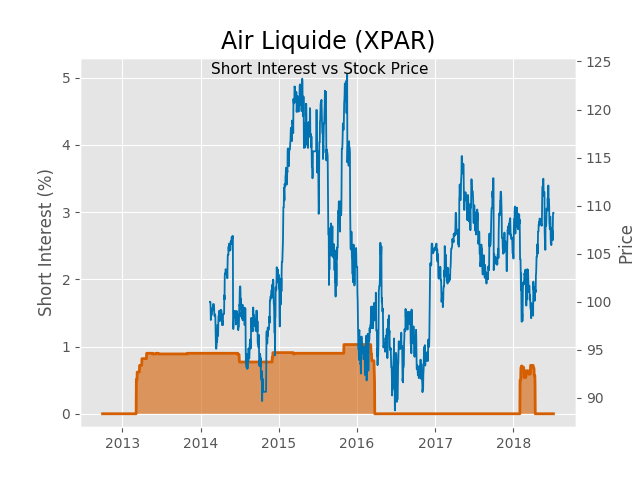 Air Liquide (XPAR)
Short Interest vs Stock Price
Short Interest (%)
5
4
3
2
1
0
125
120
115
110
105
100
95
90
Price
2013 2014 2015 2016 2017 2018